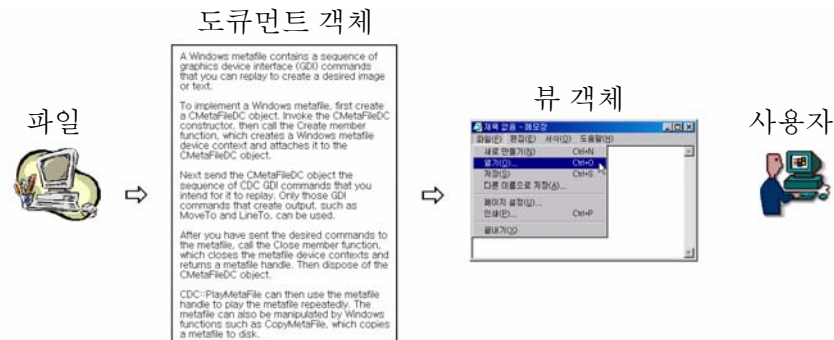 도큐먼트 객체
A Windows metafile contains a sequence of
graphics device interface (GDI) commands
that you can replay to create a desired image
or text.
To implement a Windows metafile, first create
a CMetaFileDC object. Invoke the CMetaFileDC
constructor, then call the Create member
function, which creates a Windows metafile
device context and attaches it to the
CMetaFileDC object.
Next send the CMetaFileDC object the
sequence of CDC GDI commands that you
intend for it to replay. Only those GDI
commands that create output, such as
MoveTo and LineTo, can be used.
After you have sent the desired commands to
the metafile, call the Close member function,
which closes the metafile device contexts and
returns a metafile handle. Then dispose of the
CMetaFileDC object.
CDC::PlayMetaFile can then use the metafile
handle to play the metafile repeatedly. The
metafile can also be manipulated by Windows
functions such as CopyMetaFile, which copies
a metafile to disk.
파일
뷰 객체
제목 없음 - 메모장
파일(F) 편집(E) 서식(O) 도움말(H)
새로 만들기(N) Ctrl+N
열기(O)... Ctrl+O
저장(S) Ctrl+S
다른 이름으로 저장(A)...
페이지 설정(U)...
인쇄(P)... Ctrl+P
끝내기(X)
사용자